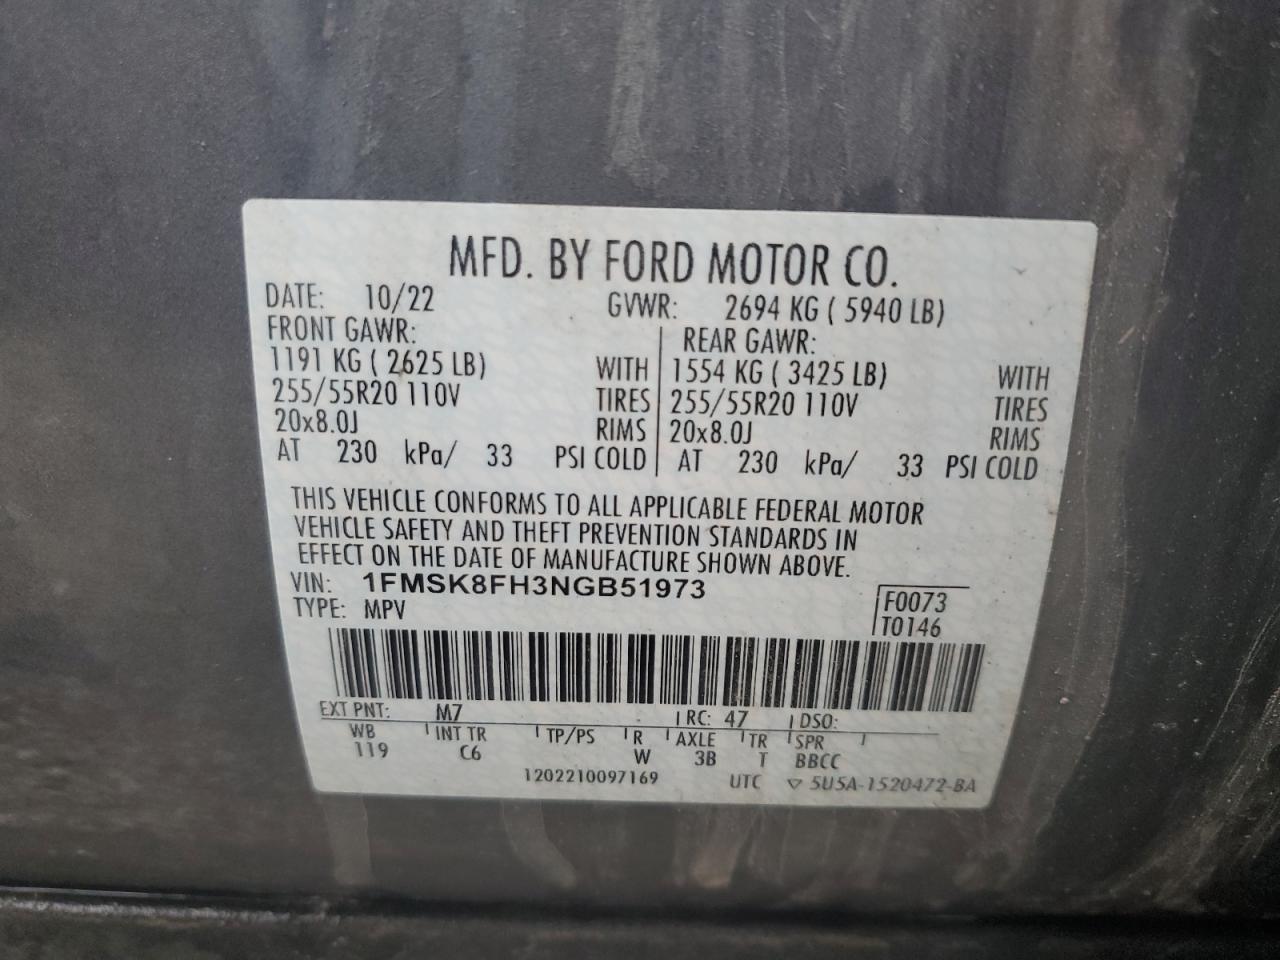 MFD. BY FORD MOTOR CO.
DATE: 10/22 GVWR: 2694 KG ( 5940 LB)
FRONT GAWR: REAR GAWR:
1191 KG ( 2625 LB) WITH 1554 KG ( 3425 LB) WITH
255/55R20 110V TIRES 255/55R20 110V TIRES
20x8.0J RIMS 20x8.0J RIMS
AT 230 kPa/ 33 PSI COLD AT 230 kPa/ 33 PSI COLD
THIS VEHICLE CONFORMS TO ALL APPLICABLE FEDERAL MOTOR
VEHICLE SAFETY AND THEFT PREVENTION STANDARDS IN
EFFECT ON THE DATE OF MANUFACTURE SHOWN ABOVE.
VIN: 1FMSK8FH3NGB51973 F0073
TYPE: MPV T0146
EXT PNT: M7 RC: 47 DSO:
WB INT TR TP/PS R AXLE TR SPR
119 C6 W 3B T BBCC
1202210097169 UTC ▽ 5U5A-1520472-BA